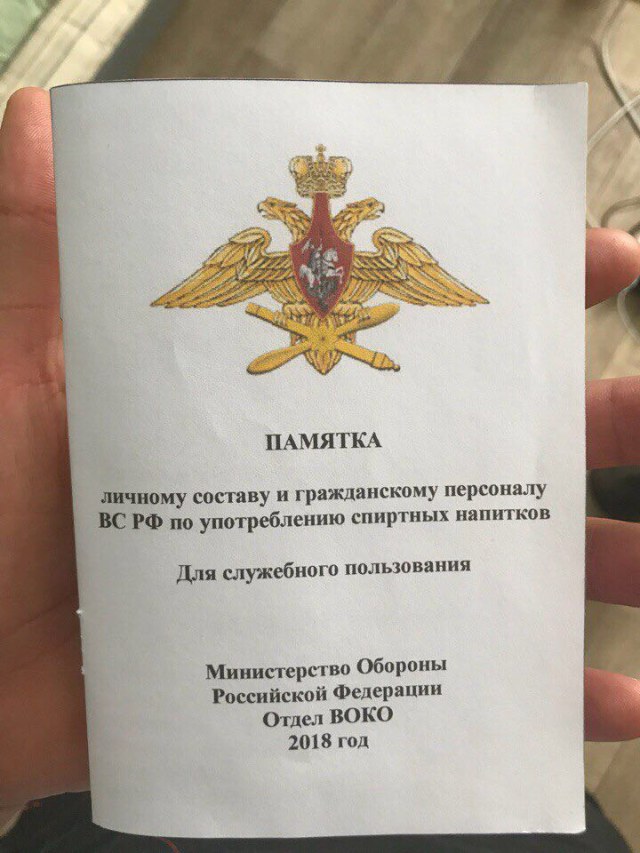 ПАМЯТКА
личному составу и гражданскому персоналу
ВС РФ по употреблению спиртных напитков
Для служебного пользования
Министерство Обороны
Российской Федерации
Отдел ВОКО
2018 год